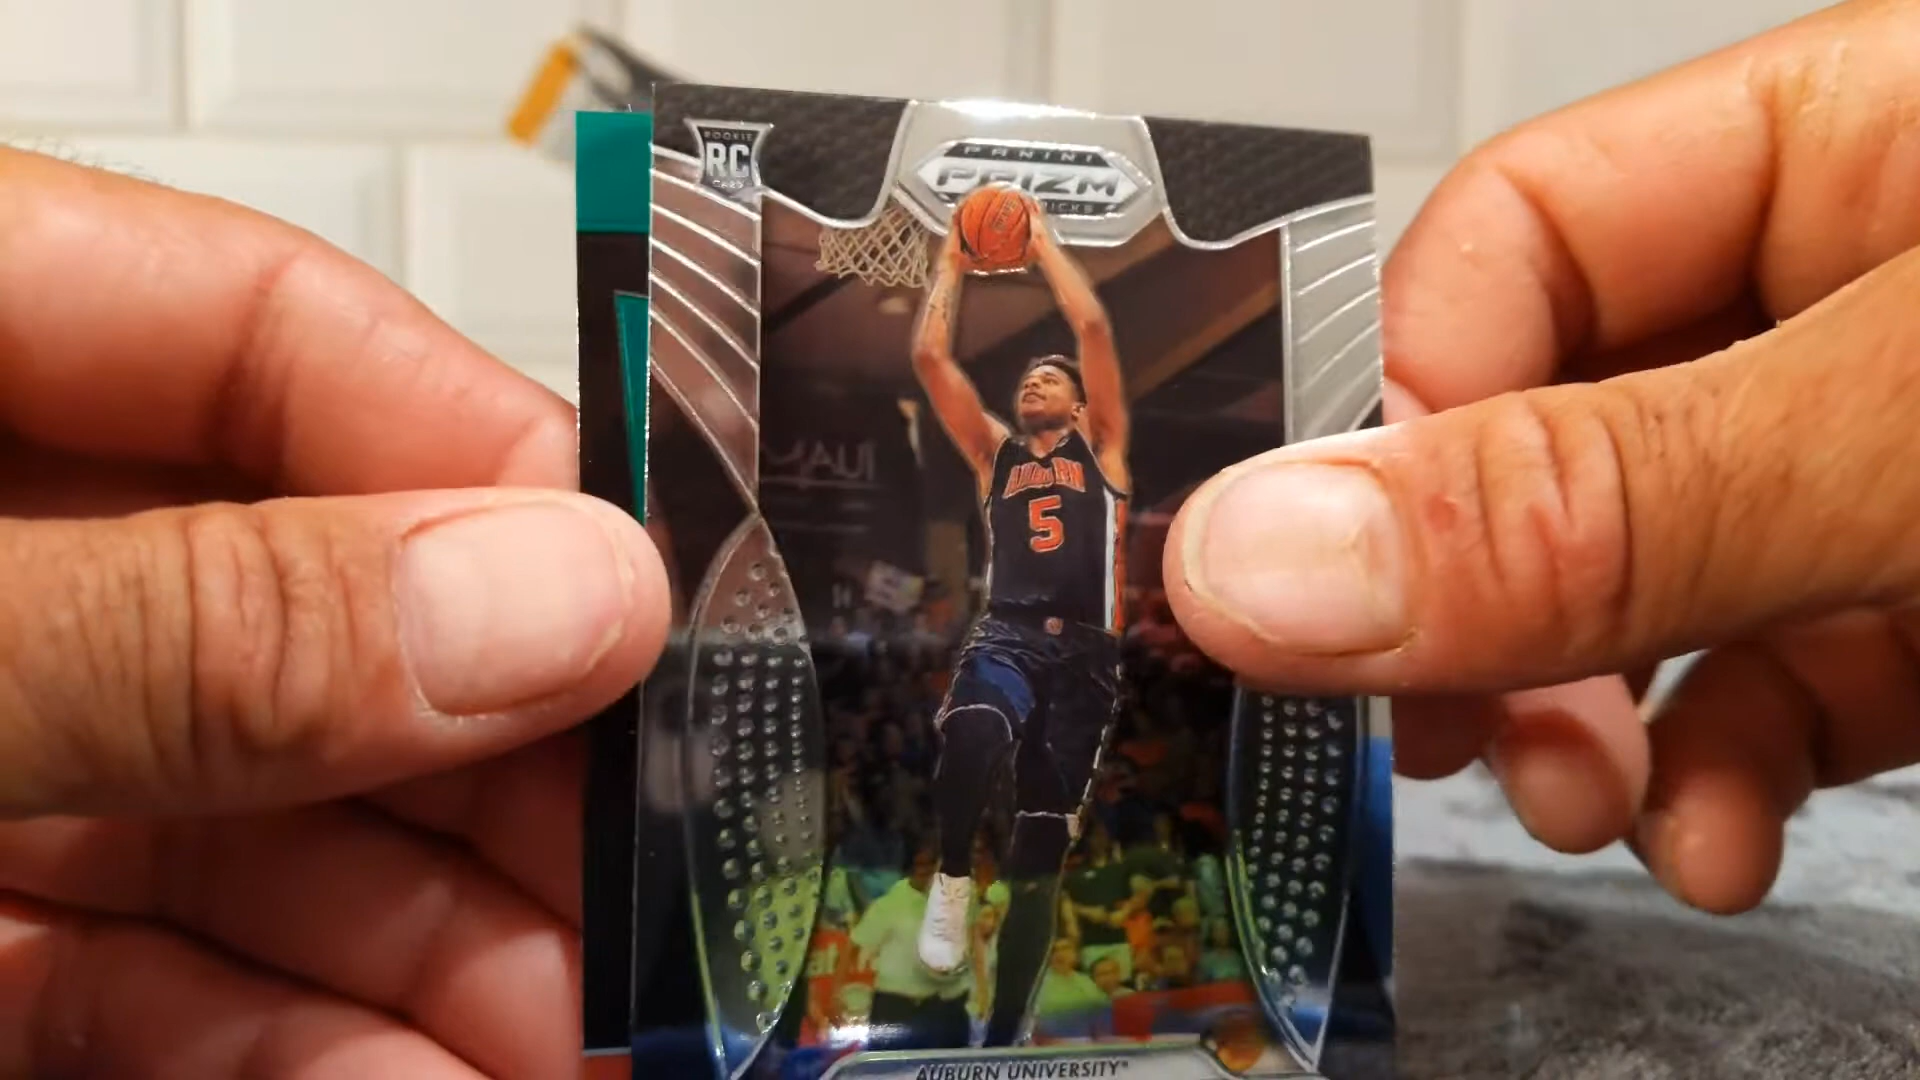 ROOKIE
RC
CARD
PANINI
PRIZM
AUBURN
5
AUBURN UNIVERSITY®